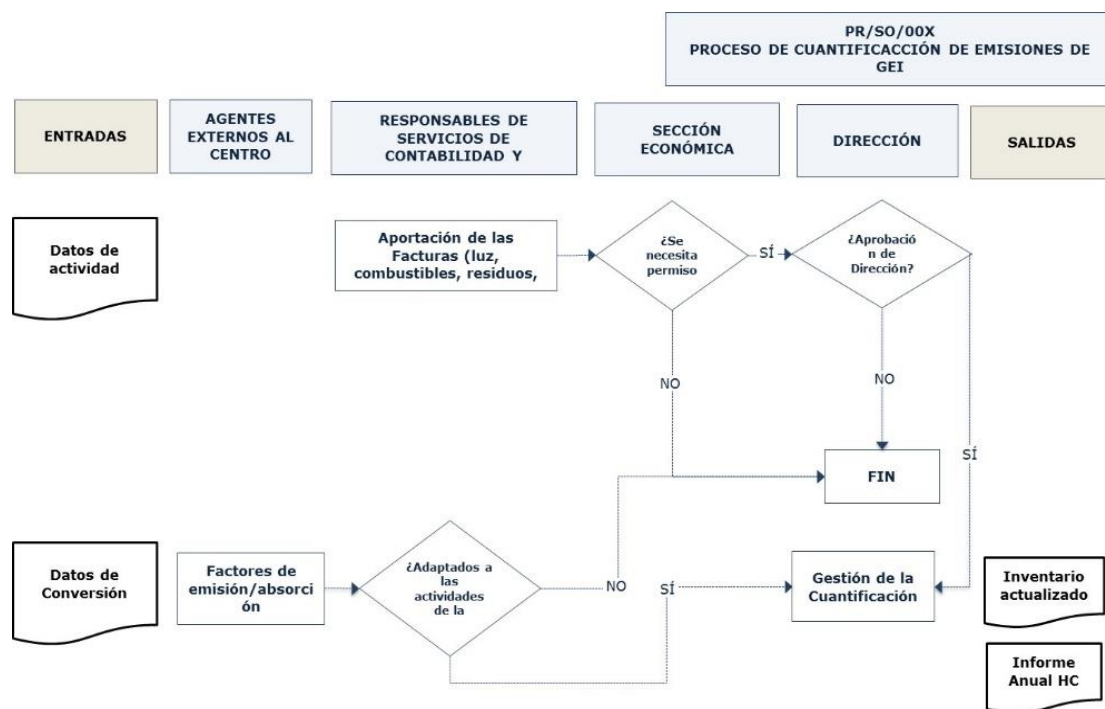 PR/SO/00X
PROCESO DE CUANTIFICACCIÓN DE EMISIONES DE
GEI
ENTRADAS
AGENTES
EXTERNOS AL
CENTRO
RESPONSABLES DE
SERVICIOS DE
CONTABILIDAD Y
SECCIÓN
ECONÓMICA
DIRECCIÓN
SALIDAS
Datos de
actividad
Aportación de las
Facturas (luz,
combustibles, residuos,
¿Se
necesita
permiso
SÍ
¿Aprobació
n de
Dirección?
NO
NO
SÍ
FIN
Datos de
Conversión
Factores de
emisión/absorci
ón
¿Adaptados a
las
actividades
de la
NO
SÍ
Gestión de la
Cuantificación
Inventario
actualizado
Informe
Anual HC